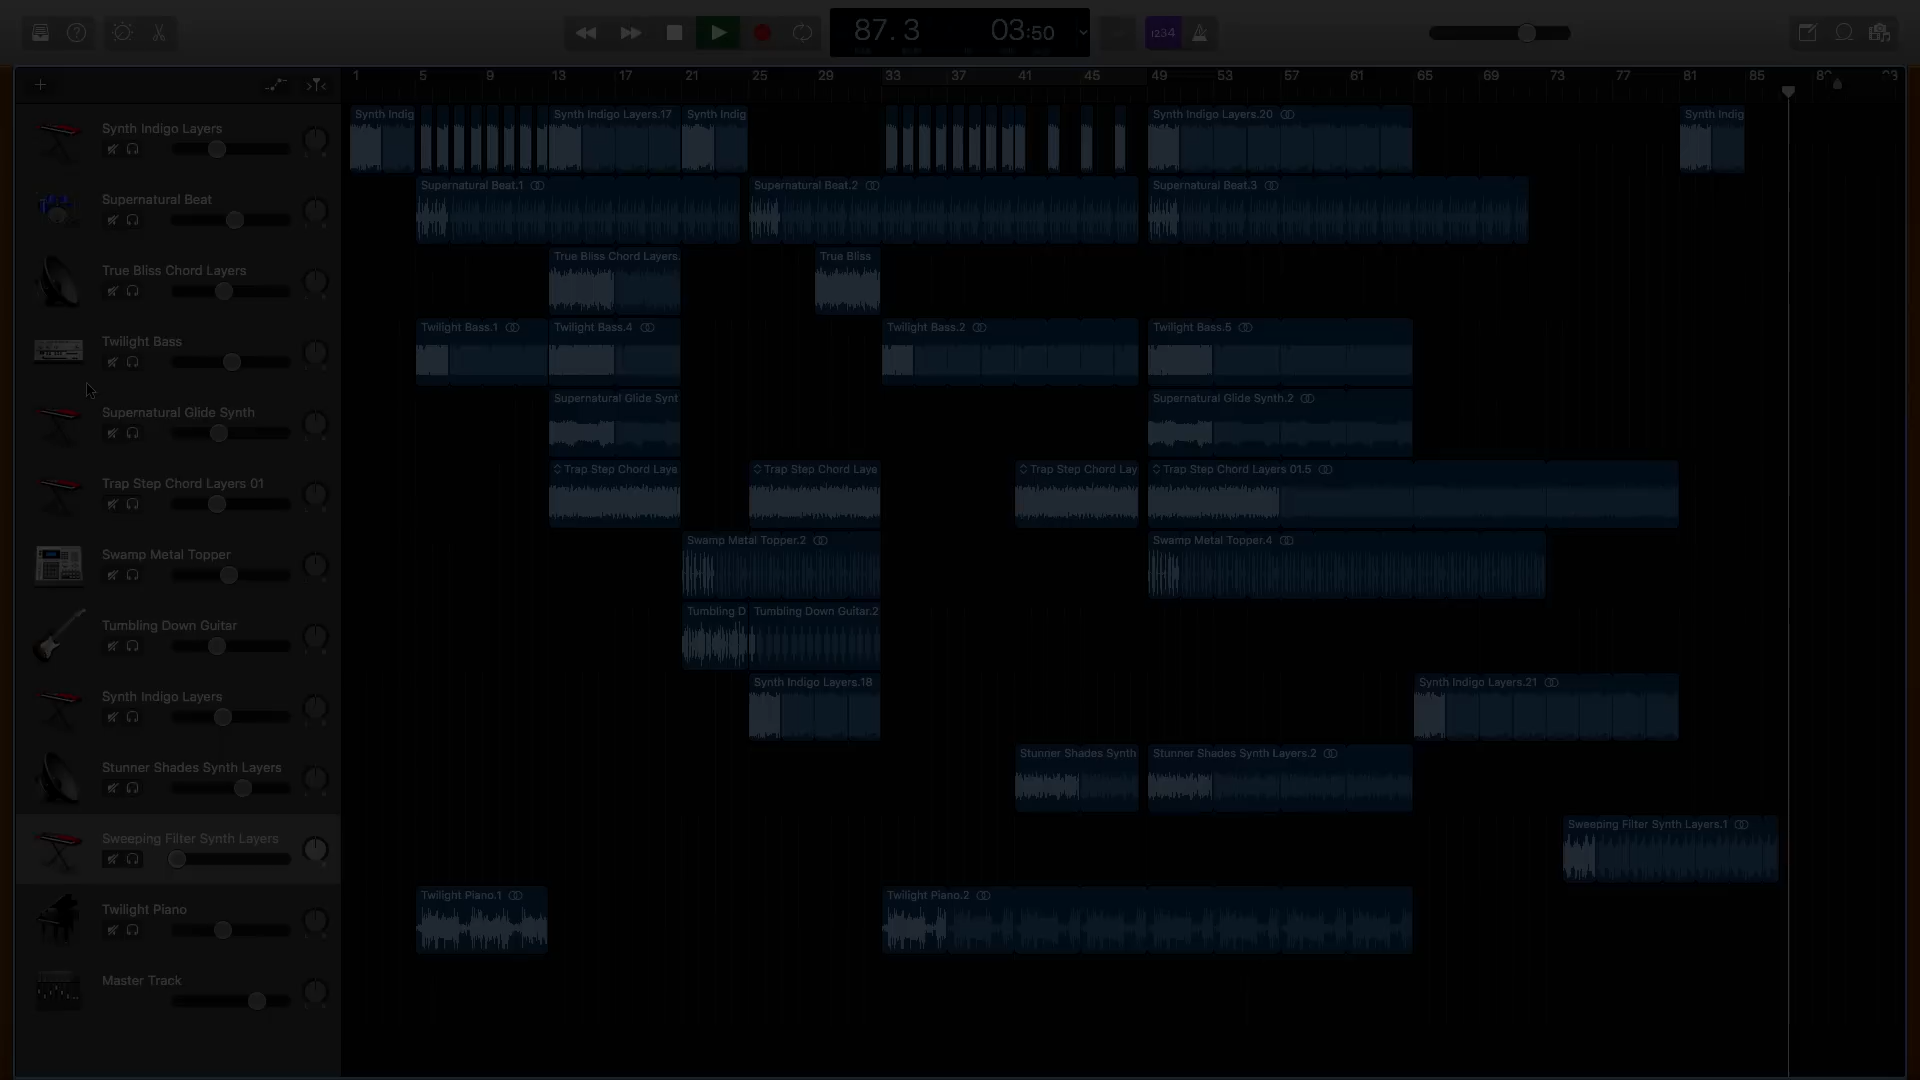 87. 3 03:50
1234
1 5 9 13 17 21 25 29 33 37 41 45 49 53 57 61 65 69 73 77 81 85
Synth Indigo Layers
Synth Indig Synth Indigo Layers.17 Synth Indig Synth Indigo Layers.20 Synth Indig
Supernatural Beat
Supernatural Beat.1 Supernatural Beat.2 Supernatural Beat.3
True Bliss Chord Layers
True Bliss Chord Layers. True Bliss
Twilight Bass
Twilight Bass.1 Twilight Bass.4 Twilight Bass.2 Twilight Bass.5
Supernatural Glide Synth
Supernatural Glide Synt Supernatural Glide Synth.2
Trap Step Chord Layers 01
Trap Step Chord Laye Trap Step Chord Laye Trap Step Chord Lay Trap Step Chord Layers 01.5
Swamp Metal Topper
Swamp Metal Topper.2 Swamp Metal Topper.4
Tumbling Down Guitar
Tumbling D Tumbling Down Guitar.2
Synth Indigo Layers
Synth Indigo Layers.18 Synth Indigo Layers.21
Stunner Shades Synth Layers
Stunner Shades Synth Stunner Shades Synth Layers.2
Sweeping Filter Synth Layers
Sweeping Filter Synth Layers.1
Twilight Piano
Twilight Piano.1 Twilight Piano.2
Master Track